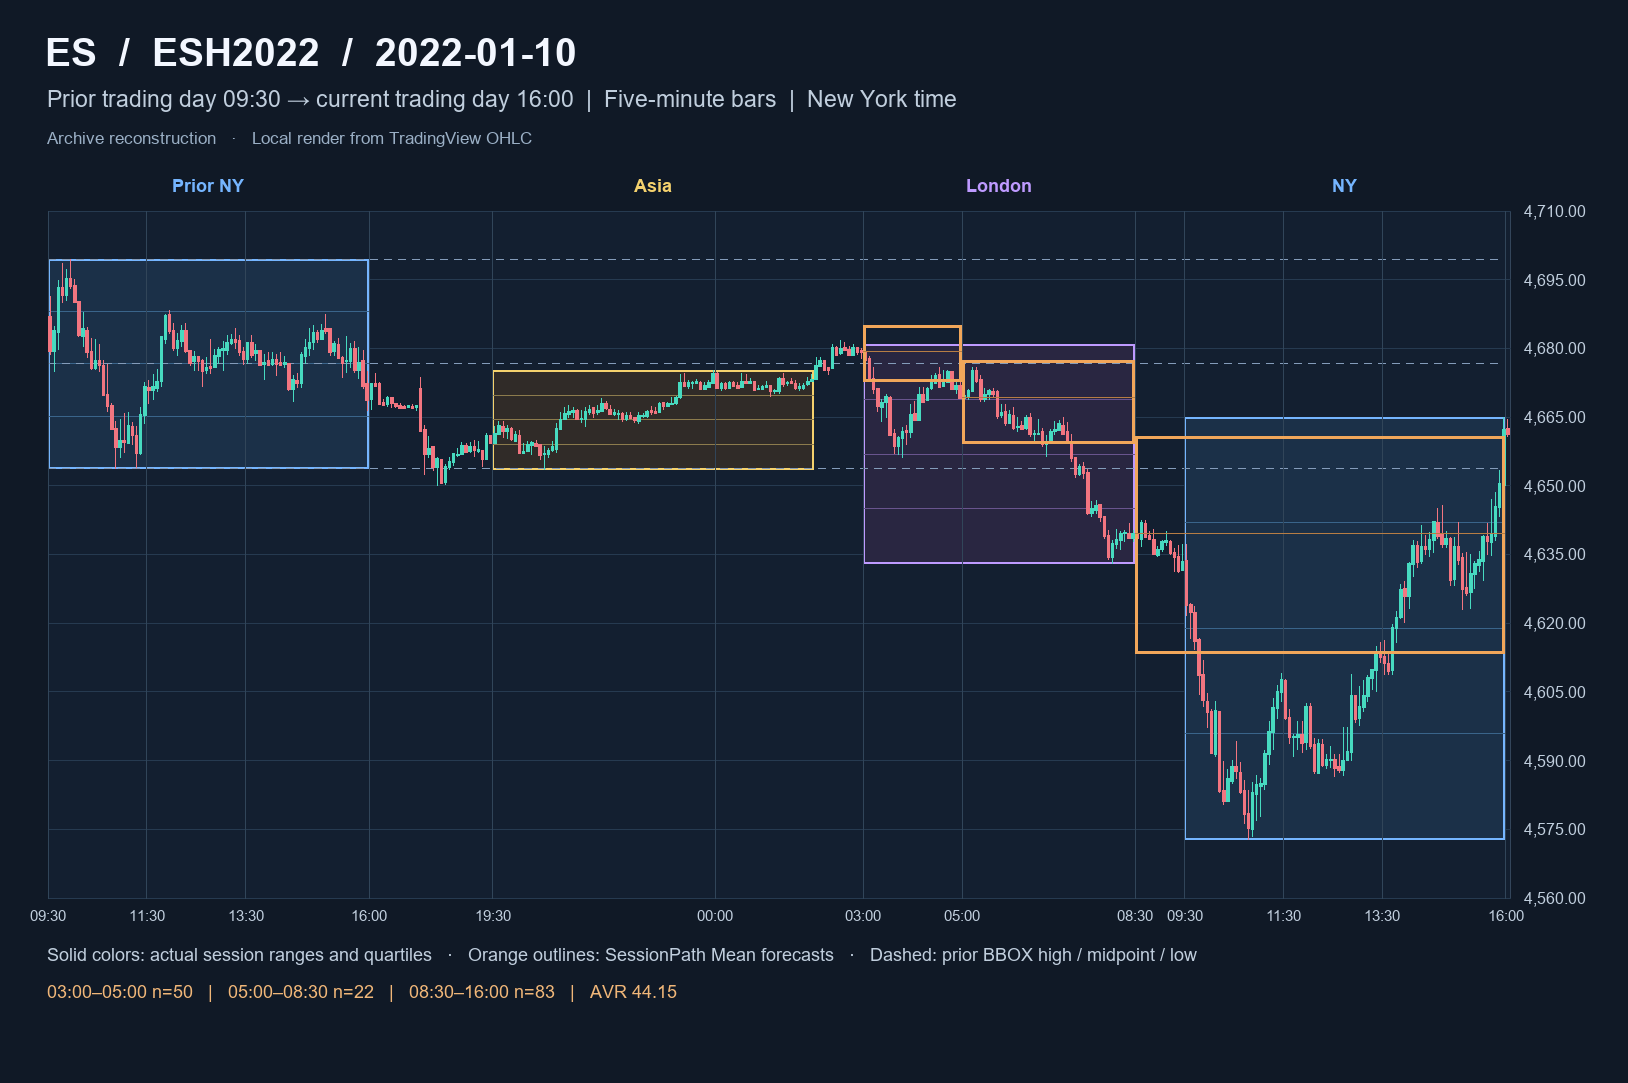 ES / ESH2022 / 2022-01-10
Prior trading day 09:30 → current trading day 16:00 | Five-minute bars | New York time
Archive reconstruction · Local render from TradingView OHLC
Prior NY Asia London NY
4,710.00
4,695.00
4,680.00
4,665.00
4,650.00
4,635.00
4,620.00
4,605.00
4,590.00
4,575.00
4,560.00
09:30 11:30 13:30 16:00 19:30 00:00 03:00 05:00 08:30 09:30 11:30 13:30 16:00
Solid colors: actual session ranges and quartiles · Orange outlines: SessionPath Mean forecasts · Dashed: prior BBOX high / midpoint / low
03:00–05:00 n=50 | 05:00–08:30 n=22 | 08:30–16:00 n=83 | AVR 44.15